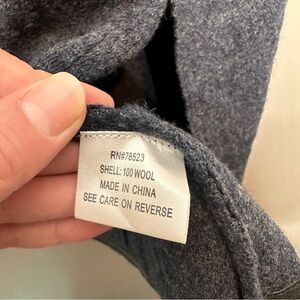 RN#78523
SHELL: 100 WOOL
MADE IN CHINA
SEE CARE ON REVERSE